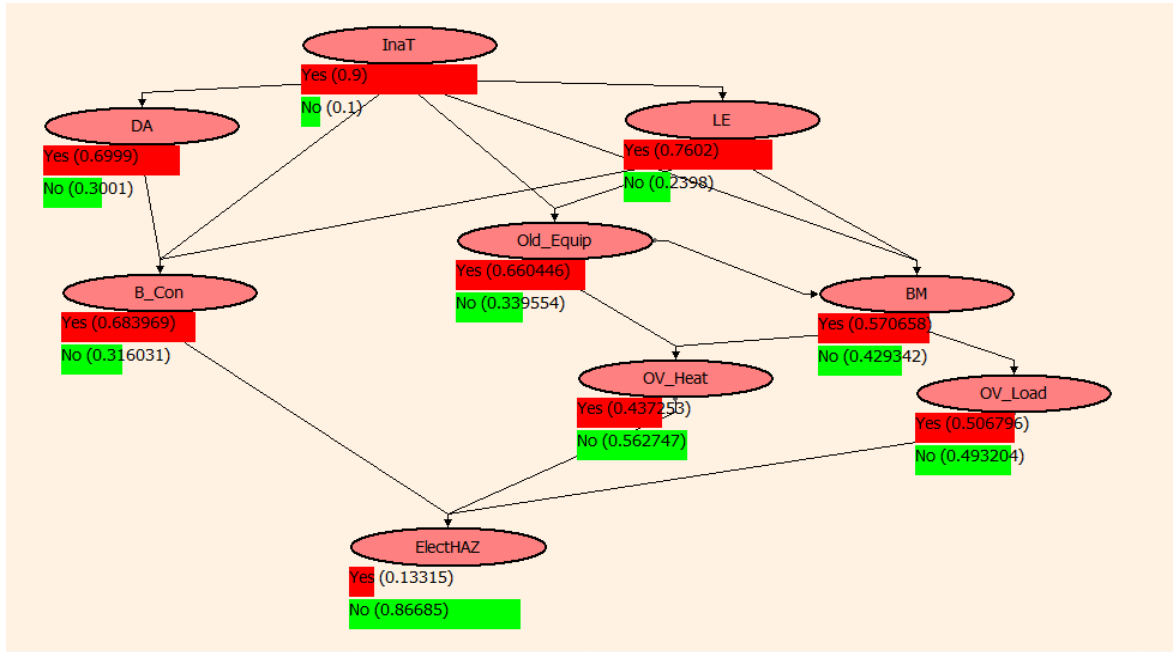 InaT
Yes (0.9)
No (0.1)
DA
Yes (0.6999)
No (0.3001)
LE
Yes (0.7602)
No (0.2398)
Old_Equip
Yes (0.660446)
No (0.339554)
B_Con
Yes (0.683969)
No (0.316031)
BM
Yes (0.570658)
No (0.429342)
OV_Heat
Yes (0.437253)
No (0.562747)
OV_Load
Yes (0.506796)
No (0.493204)
ElectHAZ
Yes (0.13315)
No (0.86685)